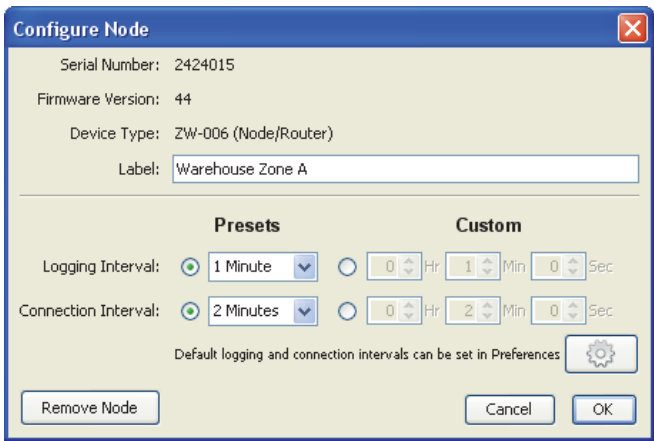 Configure Node
Serial Number: 2424015
Firmware Version: 44
Device Type: ZW-006 (Node/Router)
Label: Warehouse Zone A
Presets Custom
Logging Interval: 1 Minute 0 Hr 1 Min 0 Sec
Connection Interval: 2 Minutes 0 Hr 2 Min 0 Sec
Default logging and connection intervals can be set in Preferences
Remove Node Cancel OK